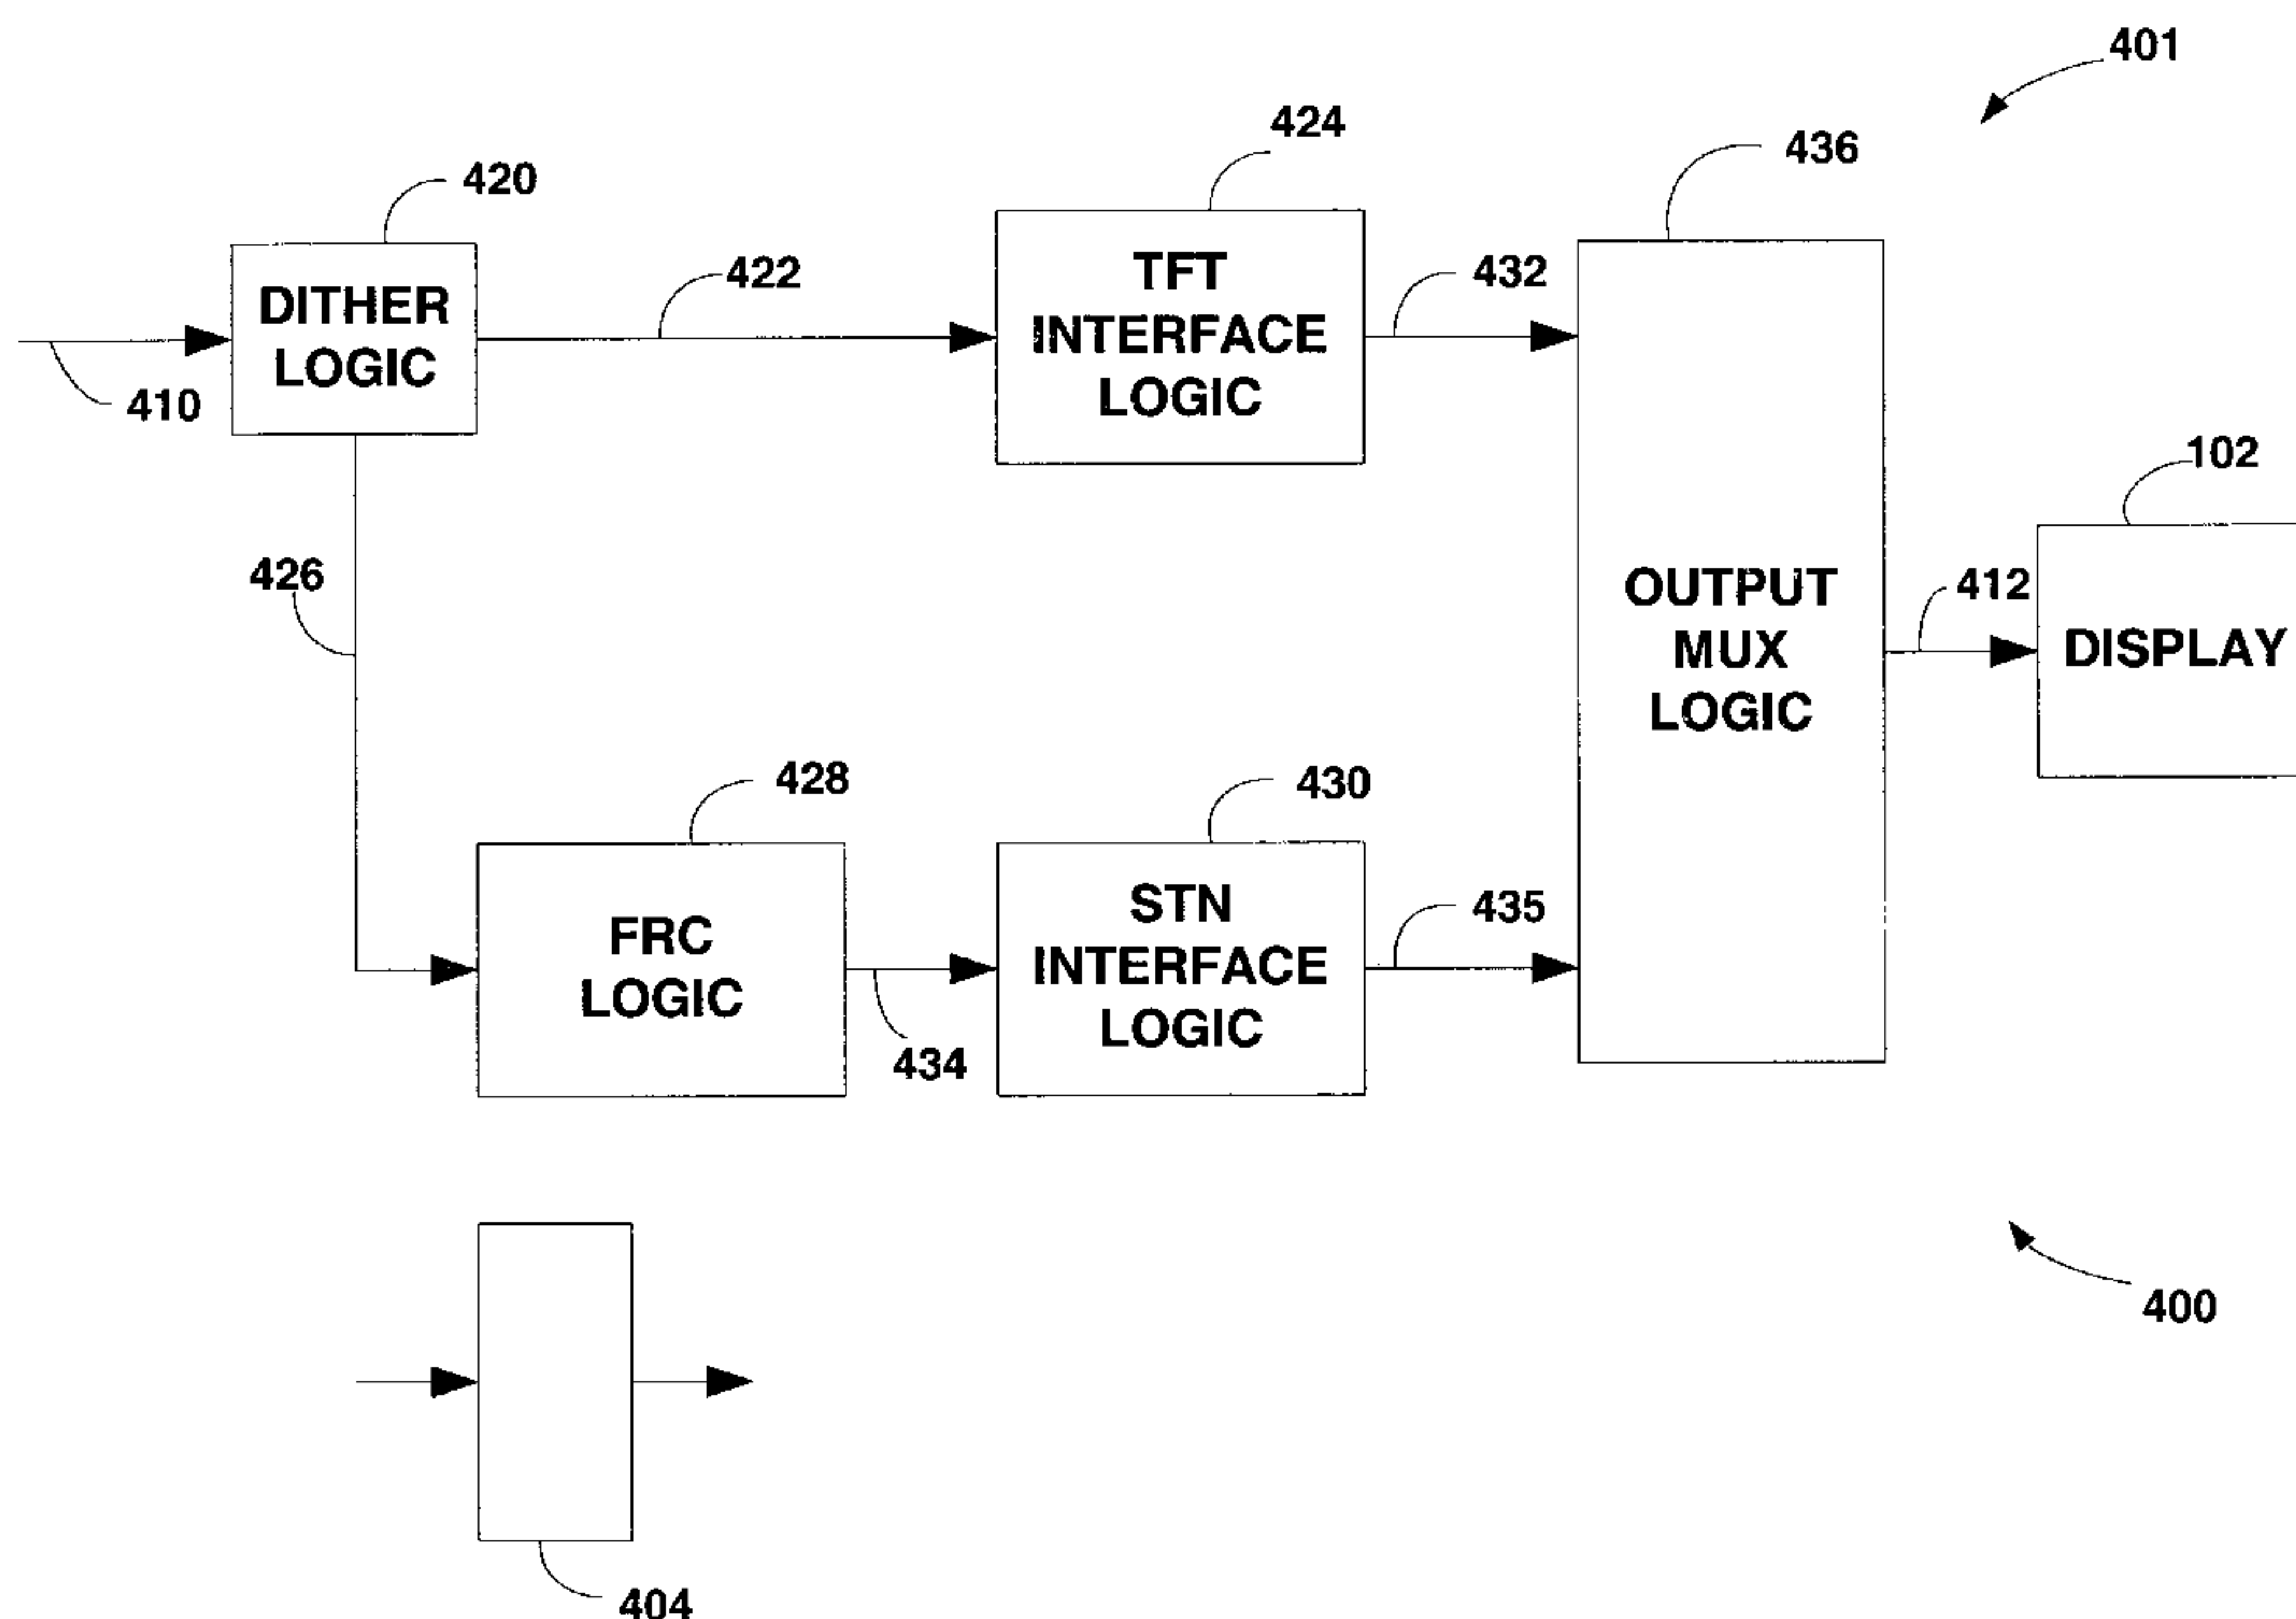 401
424
436
420
422
432
TFT
INTERFACE
LOGIC
DITHER
LOGIC
410
102
426
412
OUTPUT
MUX
LOGIC
DISPLAY
428
430
435
FRC
LOGIC
STN
INTERFACE
LOGIC
434
400
404